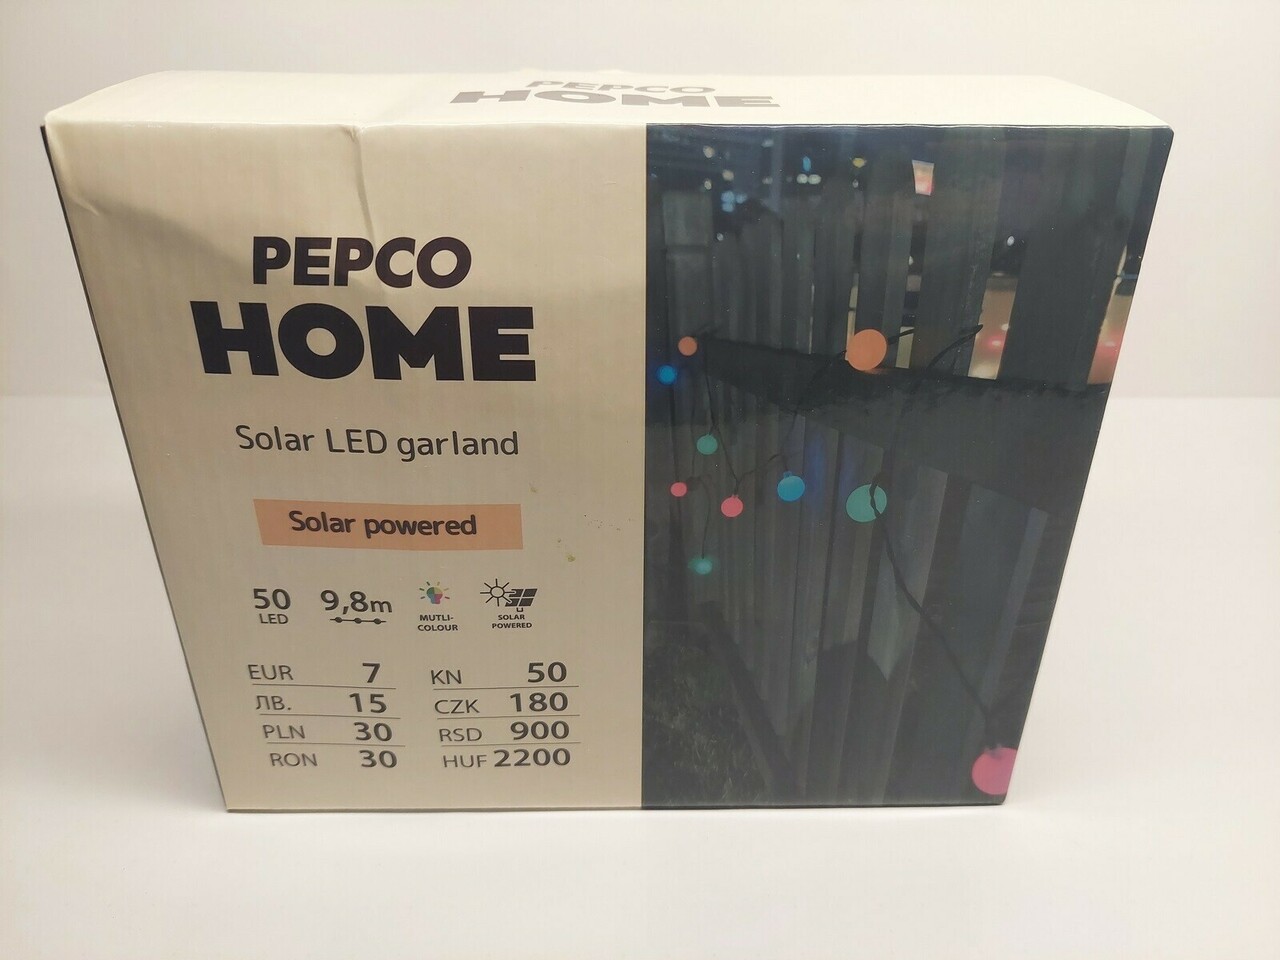 PEPCO
HOME
PEPCO
HOME
Solar LED garland
Solar powered
50
LED
9,8m
MUTLI-
COLOUR
SOLAR
POWERED
EUR 7
ЛВ. 15
PLN 30
RON 30
KN 50
CZK 180
RSD 900
HUF 2200